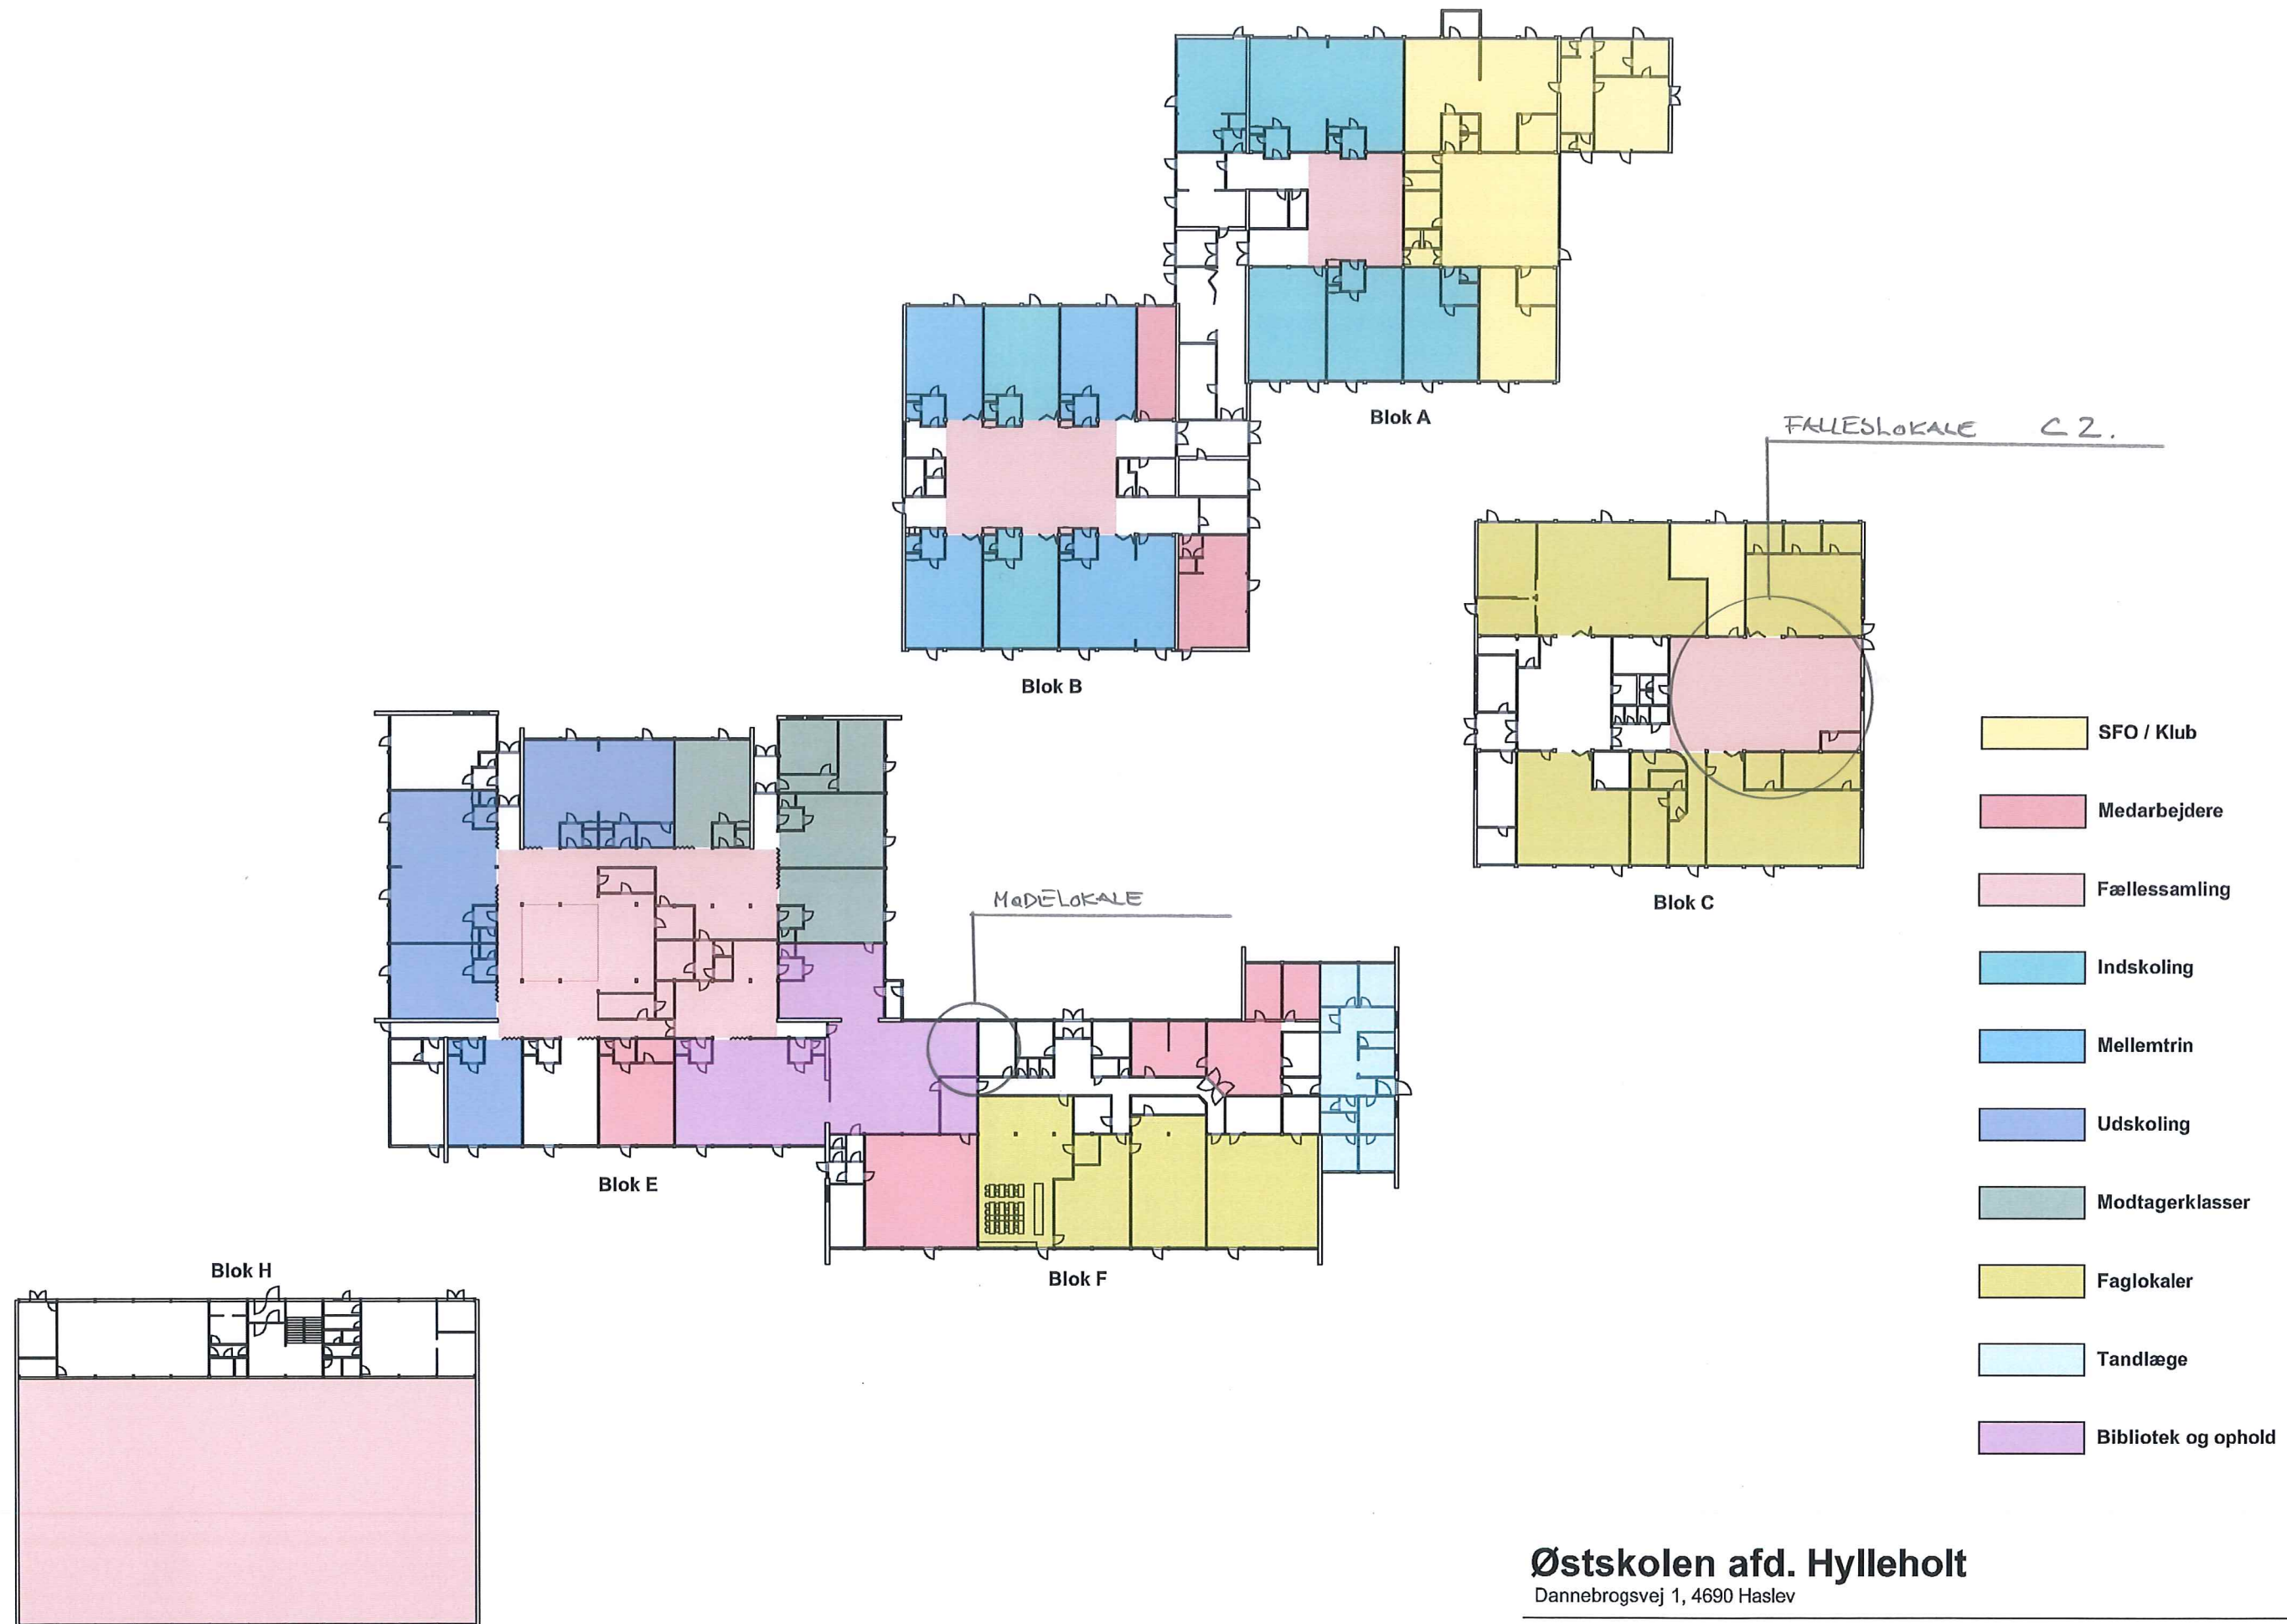 Blok A
FALLESLOKALE C2.
Blok B
SFO / Klub
Medarbejdere
Blok C
Fællessamling
MØDELOKALE
Indskoling
Mellemtrin
Udskoling
Blok E
Modtagerklasser
Blok H
Blok F
Faglokaler
Tandlæge
Bibliotek og ophold
Østskolen afd. Hylleholt
Dannebrogsvej 1, 4690 Haslev